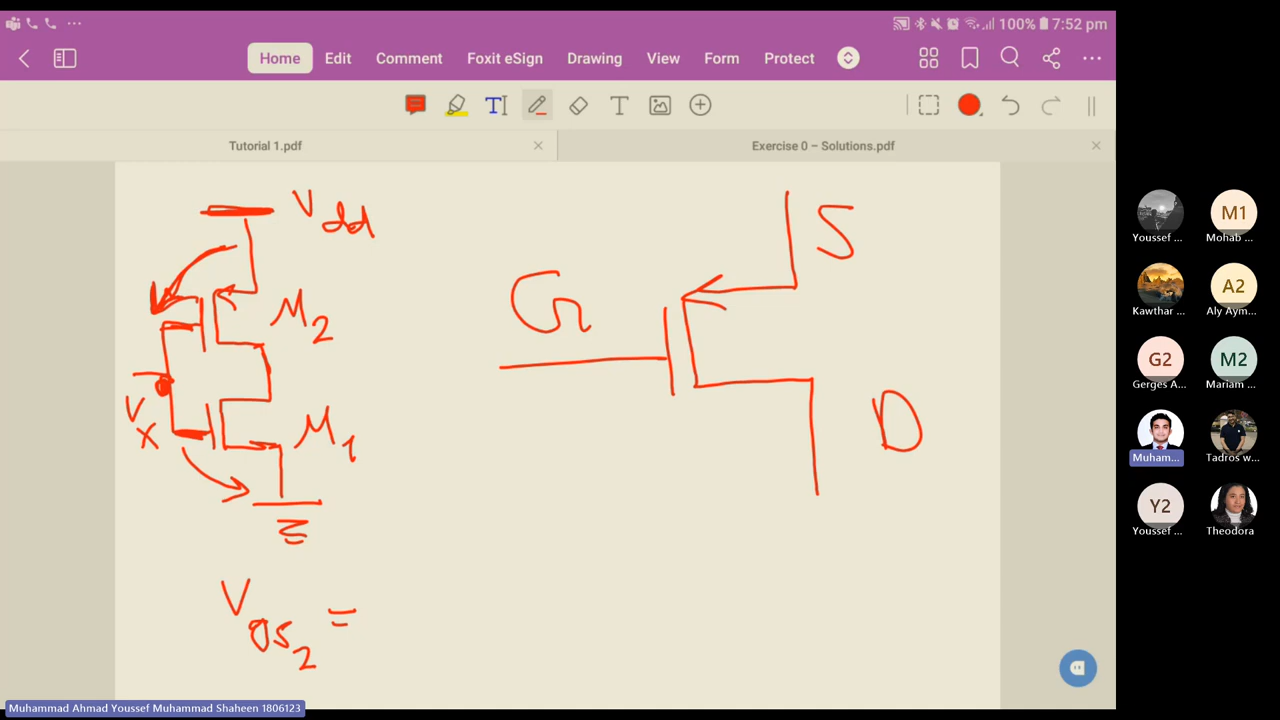 100% 7:52 pm
Home Edit Comment Foxit eSign Drawing View Form Protect
Tutorial 1.pdf
Exercise 0 – Solutions.pdf
Vdd
M2
Vx
M1
VGS2 =
G
S
D
Youssef ...
M1
Mohab ...
Kawthar ...
A2
Aly Aym...
G2
Gerges A...
M2
Mariam ...
Muham...
Tadros w...
Y2
Youssef ...
Theodora
Muhammad Ahmad Youssef Muhammad Shaheen 1806123